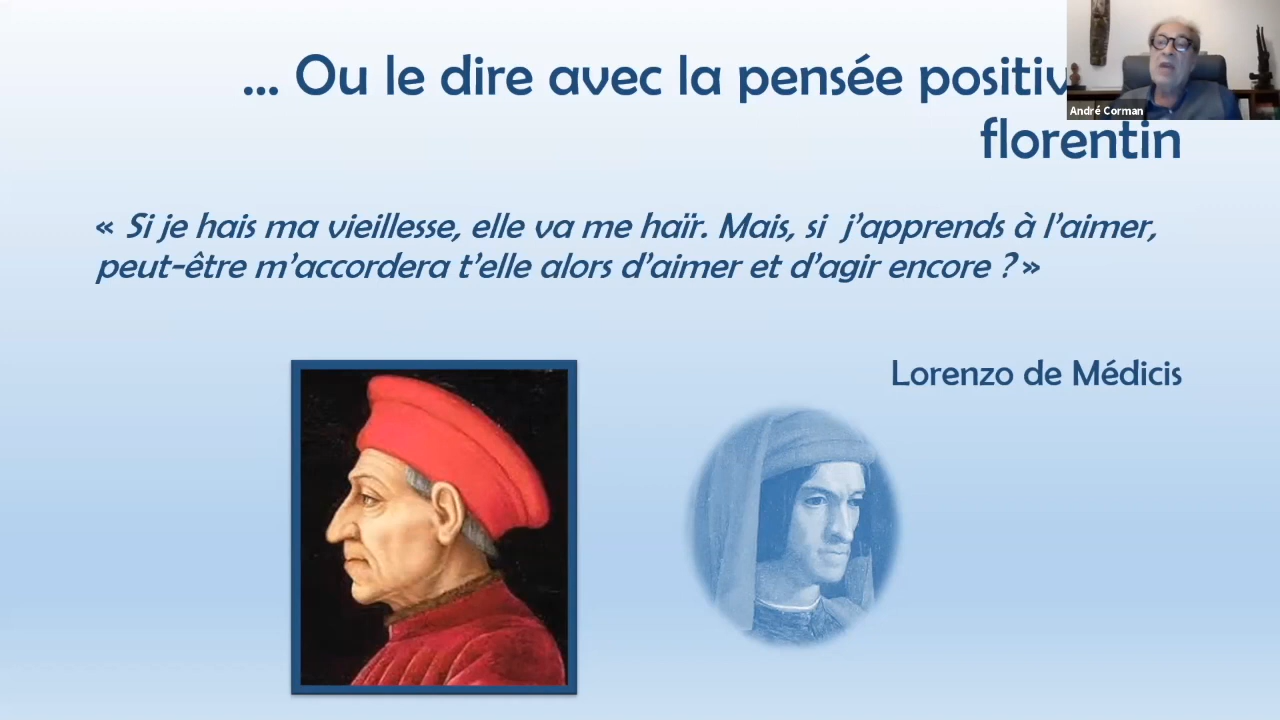 ... Ou le dire avec la pensée positiv
florentin
« Si je hais ma vieillesse, elle va me haïr. Mais, si j’apprends à l’aimer,
peut-être m’accordera t’elle alors d’aimer et d’agir encore ? »
Lorenzo de Médicis
André Corman